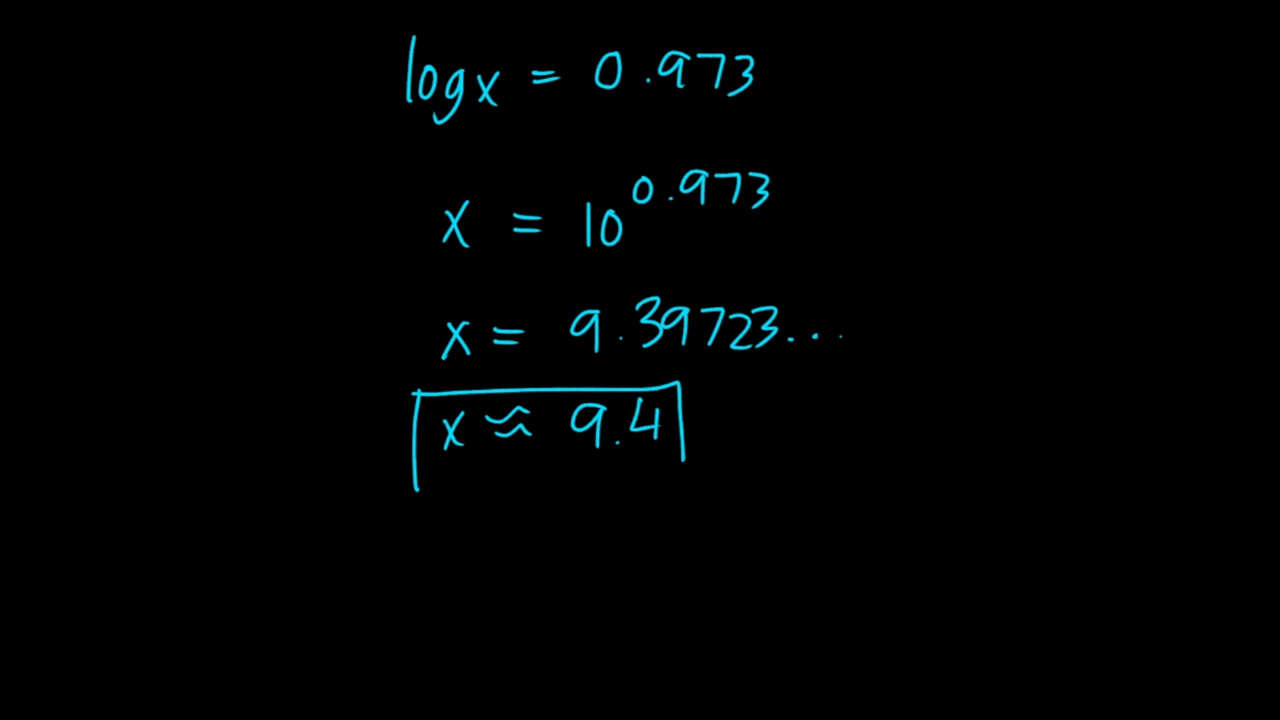 log x = 0.973
x = 10^0.973
x = 9.39723...
x ≈ 9.4